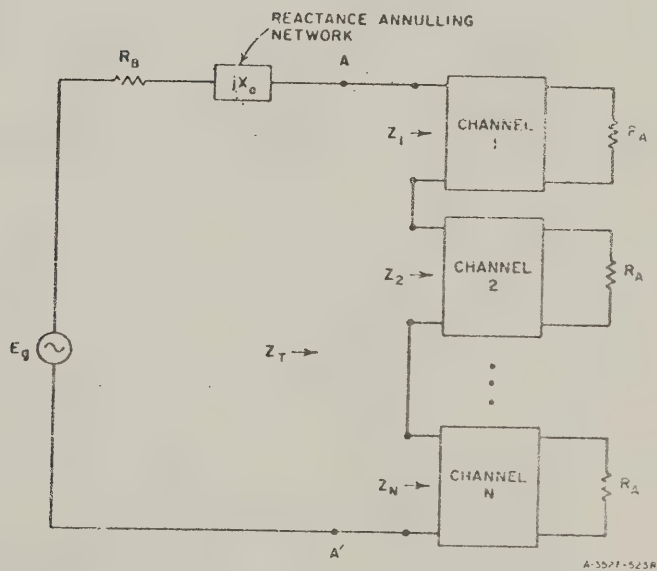 REACTANCE ANNULLING
NETWORK
R_B
jX_a
A
Z_1
CHANNEL
1
R_A
Z_2
CHANNEL
2
R_A
E_g
Z_T
Z_N
CHANNEL
N
R_A
A'
A-3527-523R